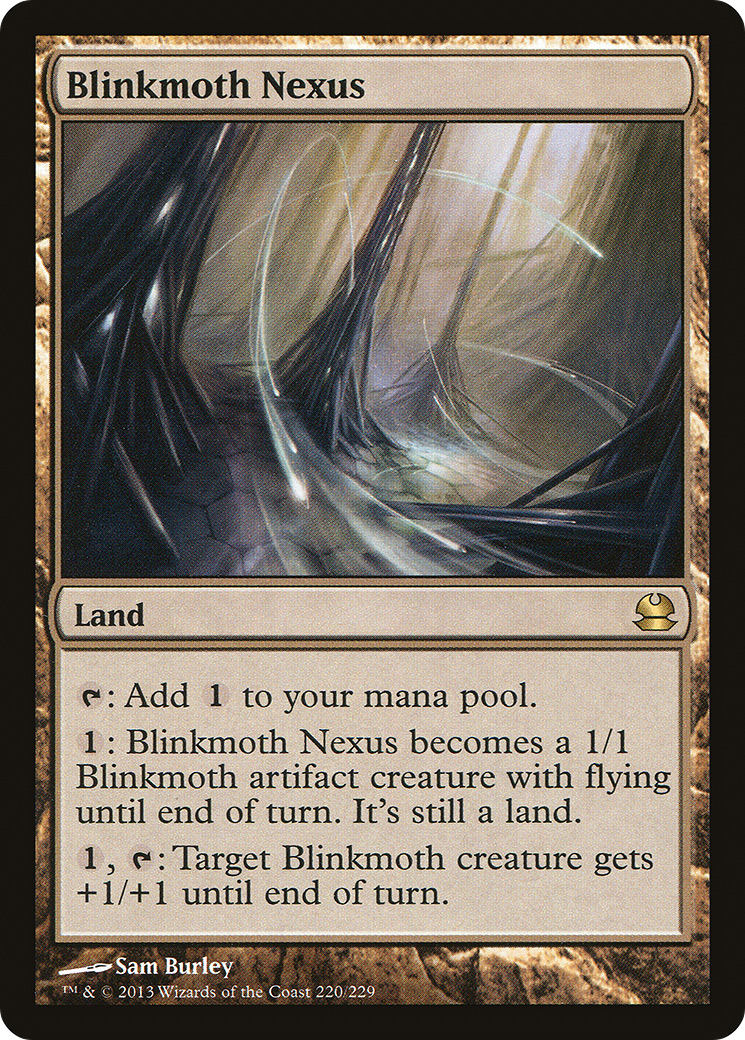 Blinkmoth Nexus
Land
: Add 1 to your mana pool.
1: Blinkmoth Nexus becomes a 1/1
Blinkmoth artifact creature with flying
until end of turn. It's still a land.
1, : Target Blinkmoth creature gets
+1/+1 until end of turn.
Sam Burley
™ & © 2013 Wizards of the Coast 220/229